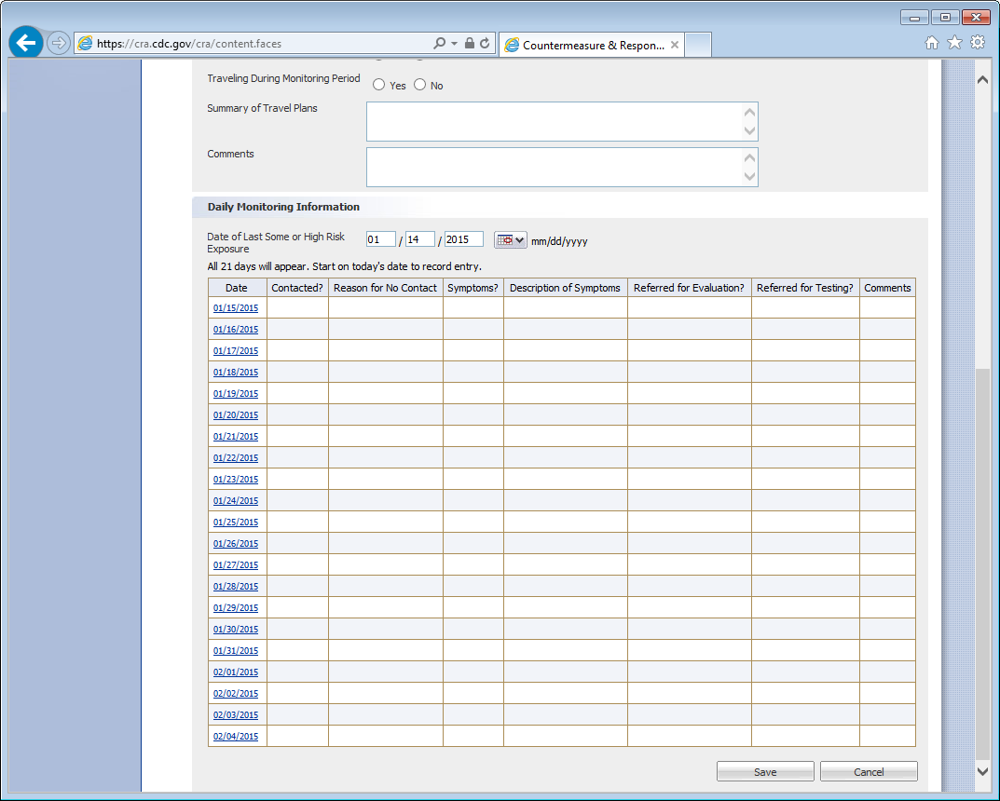 https://cra.cdc.gov/cra/content.faces
Countermeasure & Respon...
Traveling During Monitoring Period Yes No
Summary of Travel Plans
Comments
Daily Monitoring Information
Date of Last Some or High Risk Exposure 01 / 14 / 2015 mm/dd/yyyy
All 21 days will appear. Start on today's date to record entry.
Date Contacted? Reason for No Contact Symptoms? Description of Symptoms Referred for Evaluation? Referred for Testing? Comments
01/15/2015
01/16/2015
01/17/2015
01/18/2015
01/19/2015
01/20/2015
01/21/2015
01/22/2015
01/23/2015
01/24/2015
01/25/2015
01/26/2015
01/27/2015
01/28/2015
01/29/2015
01/30/2015
01/31/2015
02/01/2015
02/02/2015
02/03/2015
02/04/2015
Save Cancel